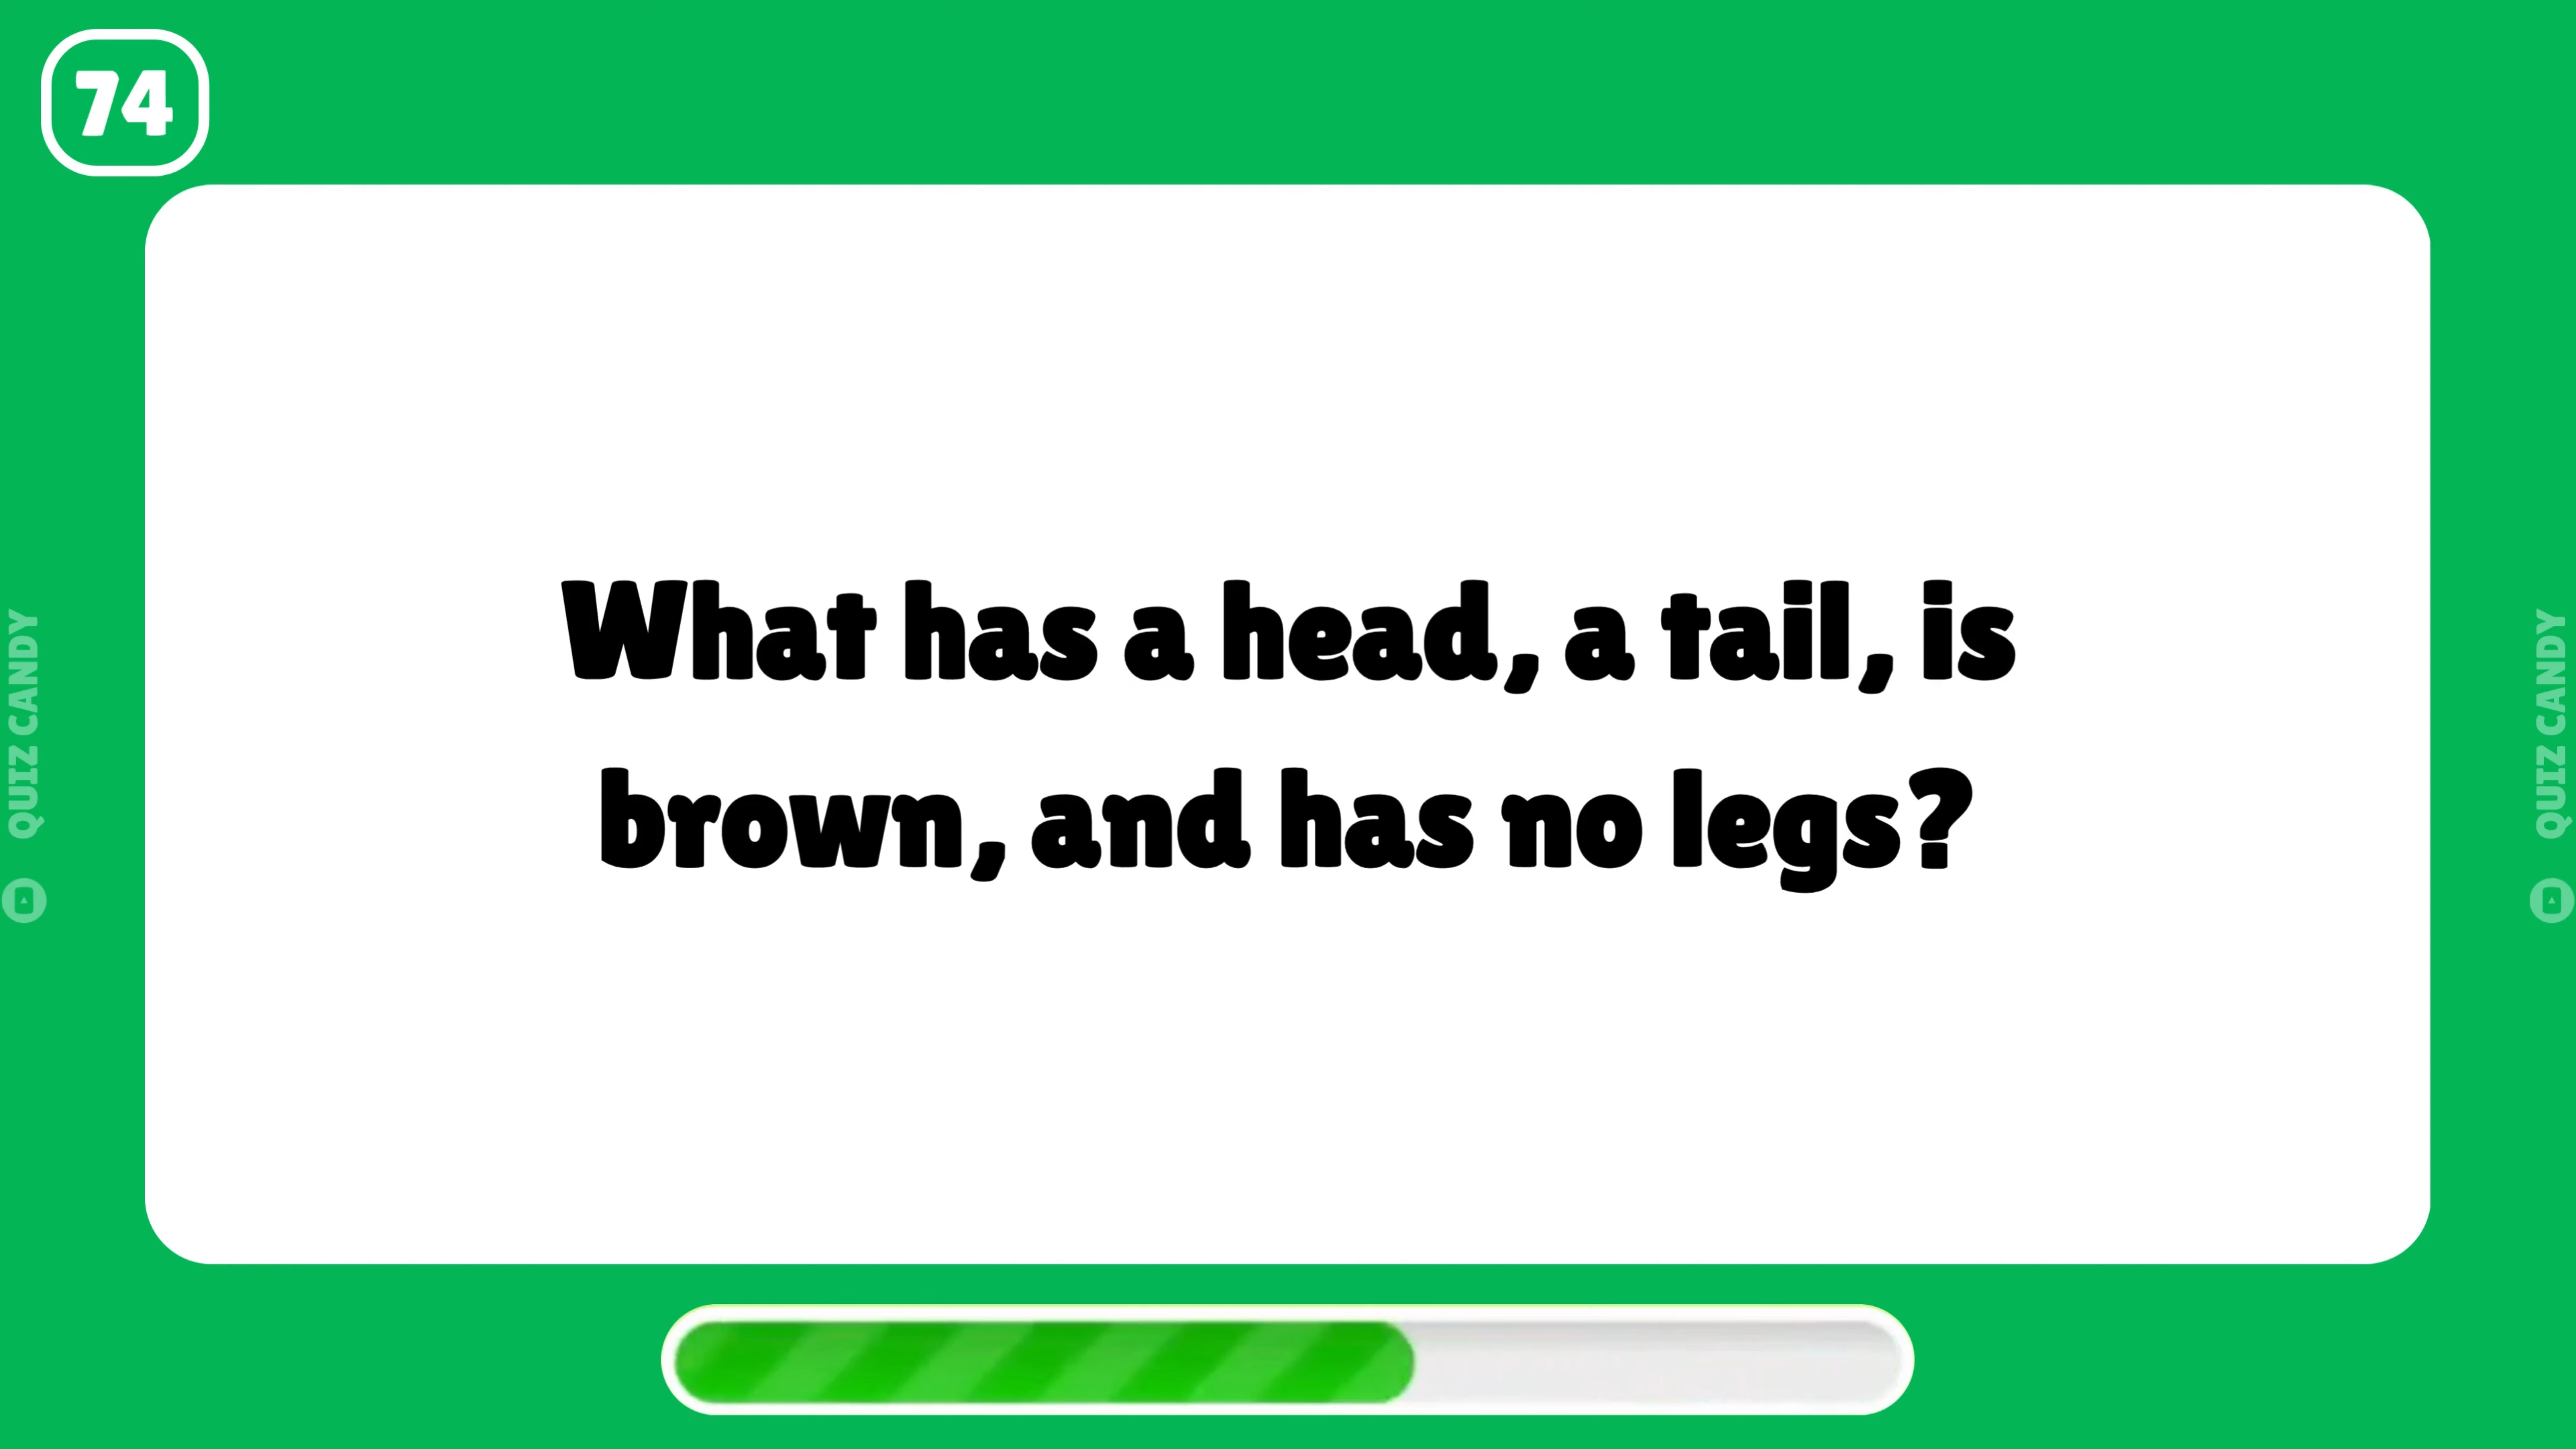 74
What has a head, a tail, is
brown, and has no legs?
QUIZ CANDY
QUIZ CANDY